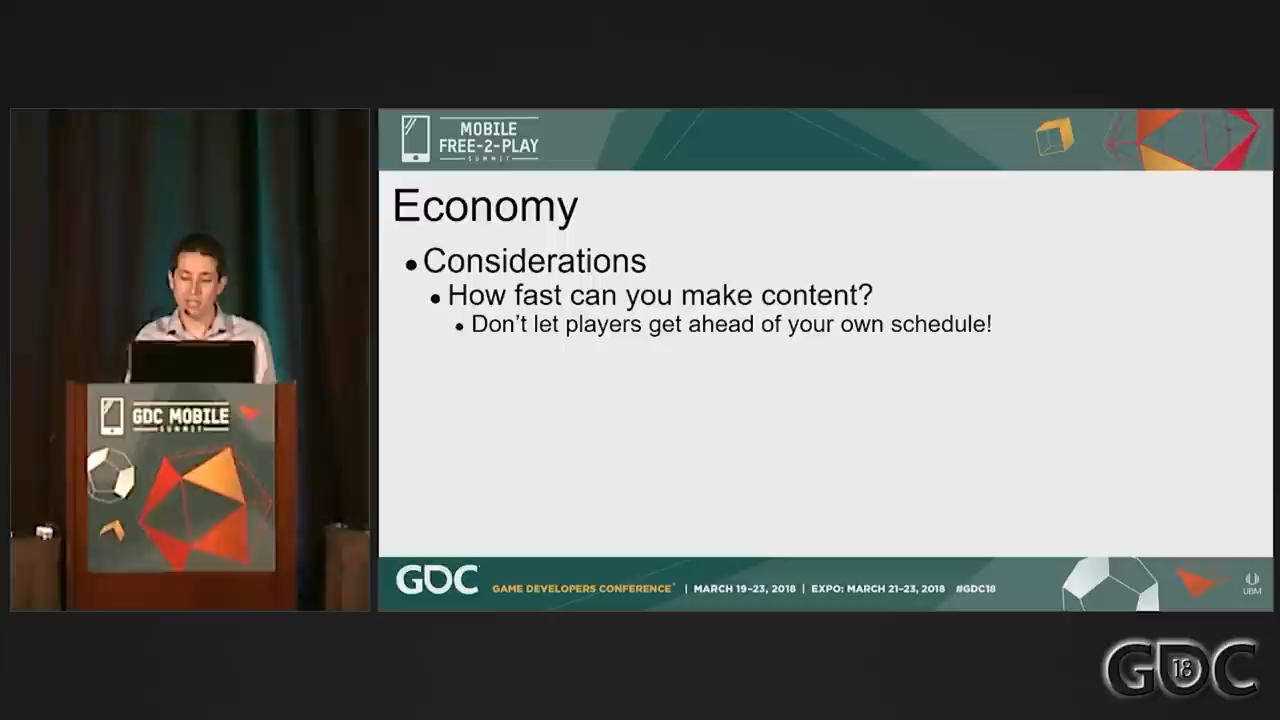 MOBILE
FREE-2-PLAY
SUMMIT
Economy
• Considerations
• How fast can you make content?
• Don't let players get ahead of your own schedule!
GDC MOBILE
SUMMIT
GDC GAME DEVELOPERS CONFERENCE® | MARCH 19–23, 2018 | EXPO: MARCH 21–23, 2018 #GDC18
UBM
GDC 18